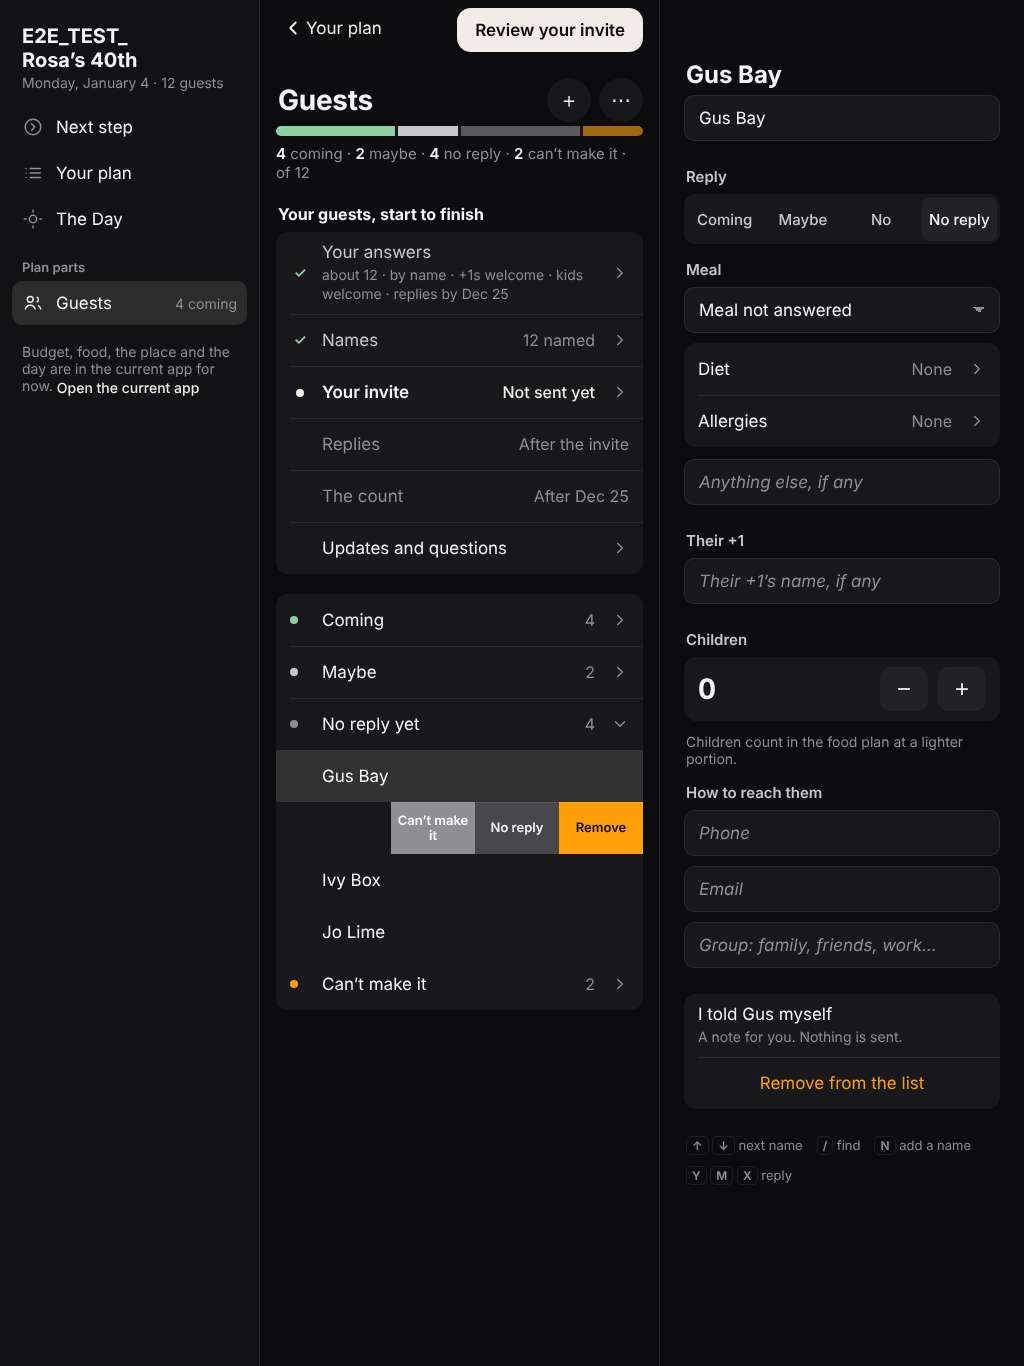 E2E_TEST_
Rosa’s 40th
Monday, January 4 · 12 guests
Next step
Your plan
The Day
Plan parts
Guests
4 coming
Budget, food, the place and the
day are in the current app for
now. Open the current app
Your plan
Review your invite
Guests
+
⋯
4 coming · 2 maybe · 4 no reply · 2 can’t make it ·
of 12
Your guests, start to finish
Your answers
about 12 · by name · +1s welcome · kids
welcome · replies by Dec 25
Names
12 named
Your invite
Not sent yet
Replies
After the invite
The count
After Dec 25
Updates and questions
Coming
4
Maybe
2
No reply yet
4
Gus Bay
Can’t make
it
No reply
Remove
Ivy Box
Jo Lime
Can’t make it
2
Gus Bay
Gus Bay
Reply
Coming
Maybe
No
No reply
Meal
Meal not answered
Diet
None
Allergies
None
Anything else, if any
Their +1
Their +1’s name, if any
Children
0
−
+
Children count in the food plan at a lighter
portion.
How to reach them
Phone
Email
Group: family, friends, work…
I told Gus myself
A note for you. Nothing is sent.
Remove from the list
↑ ↓ next name / find N add a name
Y M X reply